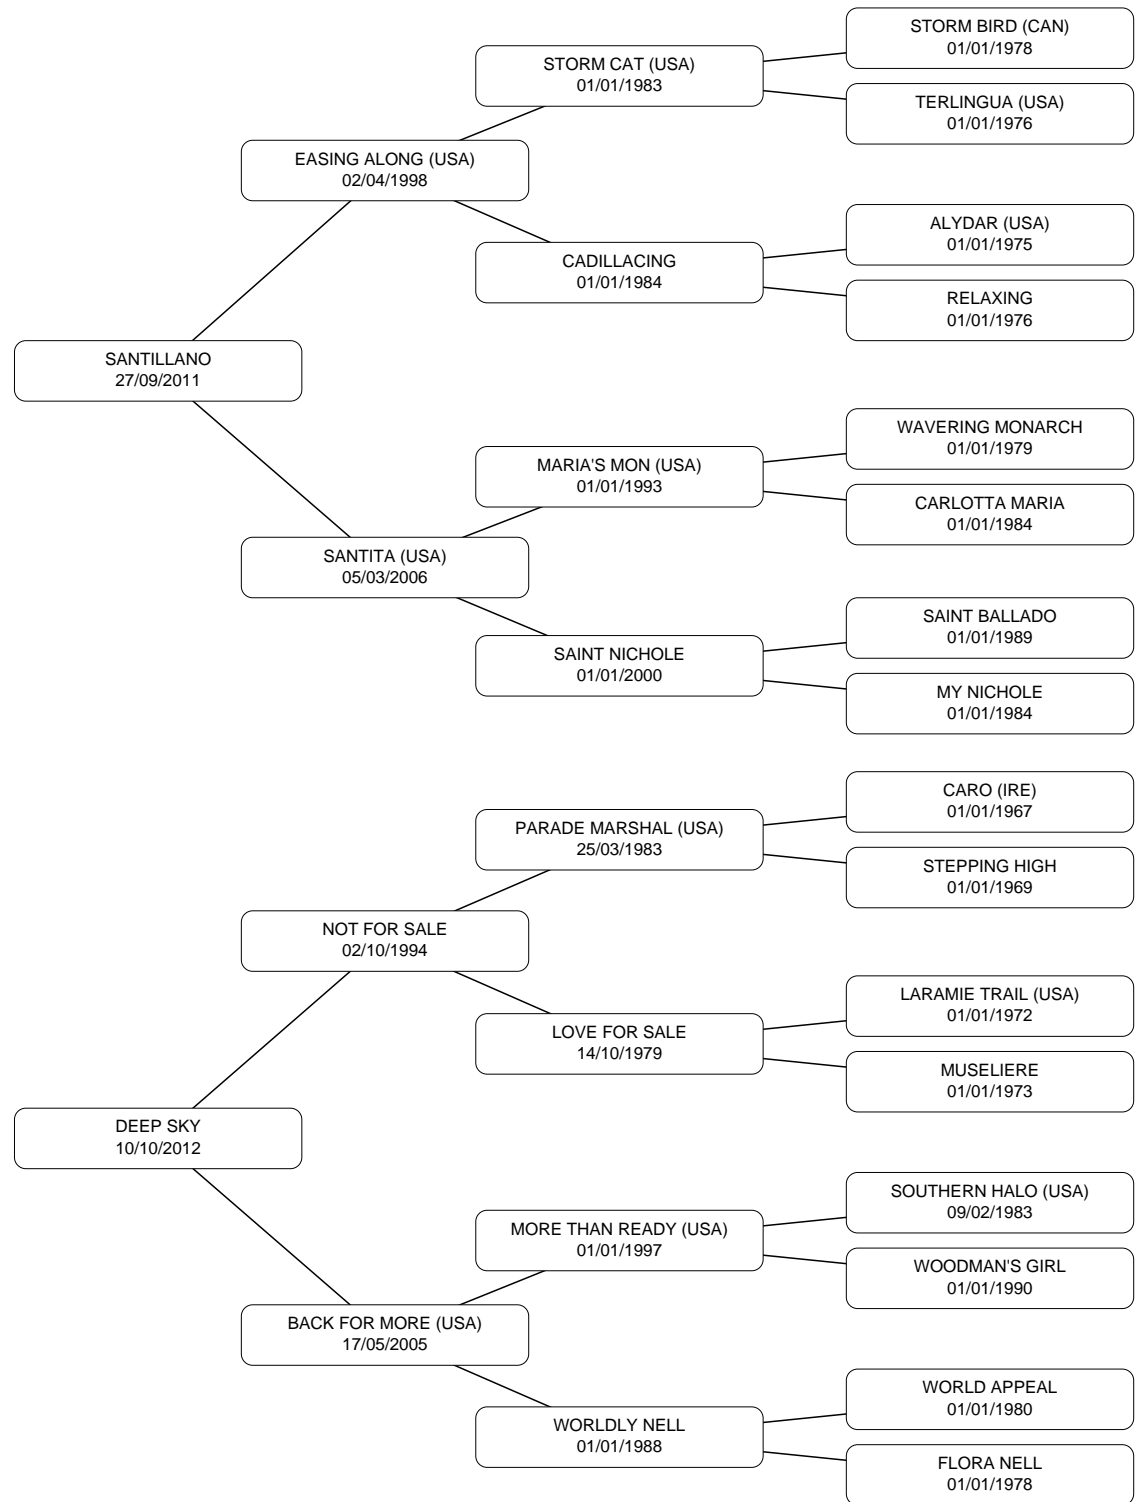 STORM BIRD (CAN)
01/01/1978
STORM CAT (USA)
01/01/1983
TERLINGUA (USA)
01/01/1976
EASING ALONG (USA)
02/04/1998
ALYDAR (USA)
01/01/1975
CADILLACING
01/01/1984
RELAXING
01/01/1976
SANTILLANO
27/09/2011
WAVERING MONARCH
01/01/1979
MARIA'S MON (USA)
01/01/1993
CARLOTTA MARIA
01/01/1984
SANTITA (USA)
05/03/2006
SAINT BALLADO
01/01/1989
SAINT NICHOLE
01/01/2000
MY NICHOLE
01/01/1984
CARO (IRE)
01/01/1967
PARADE MARSHAL (USA)
25/03/1983
STEPPING HIGH
01/01/1969
NOT FOR SALE
02/10/1994
LARAMIE TRAIL (USA)
01/01/1972
LOVE FOR SALE
14/10/1979
MUSELIERE
01/01/1973
DEEP SKY
10/10/2012
SOUTHERN HALO (USA)
09/02/1983
MORE THAN READY (USA)
01/01/1997
WOODMAN'S GIRL
01/01/1990
BACK FOR MORE (USA)
17/05/2005
WORLD APPEAL
01/01/1980
WORLDLY NELL
01/01/1988
FLORA NELL
01/01/1978